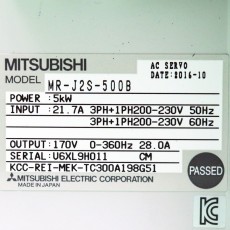 MITSUBISHI
AC SERVO
DATE:2014-10
MODEL MR-J2S-500B
POWER :5kW
INPUT :21.7A 3PH+1PH200-230V 50Hz
3PH+1PH200-230V 60Hz
OUTPUT:170V 0-360Hz 28.0A
SERIAL:U6XL9H011 CM
KCC-REI-MEK-TC300A198G51
PASSED
MITSUBISHI ELECTRIC CORPORATION
MADE IN JAPAN